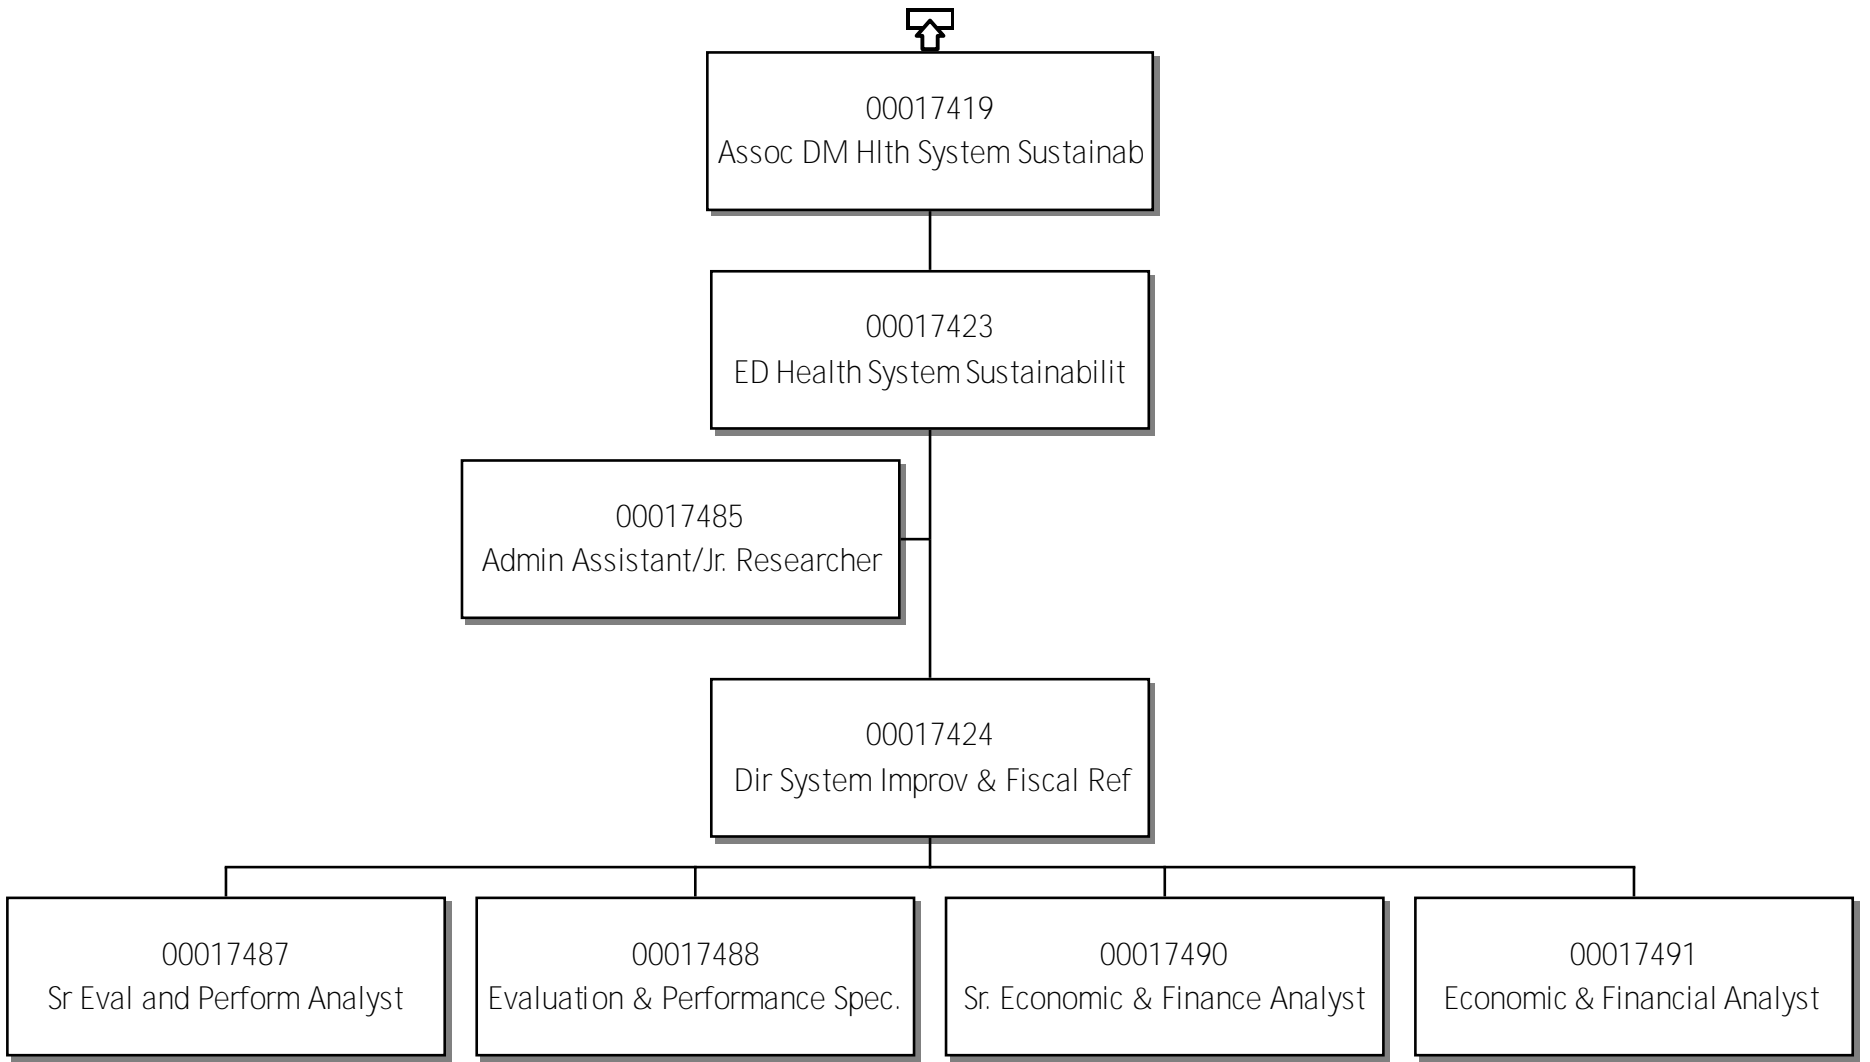 00017419
Assoc DM Hlth System Sustainab
00017423
ED Health System Sustainabilit
00017485
Admin Assistant/Jr. Researcher
00017424
Dir System Improv & Fiscal Ref
00017487
Sr Eval and Perform Analyst
00017488
Evaluation & Performance Spec.
00017490
Sr. Economic & Finance Analyst
00017491
Economic & Financial Analyst